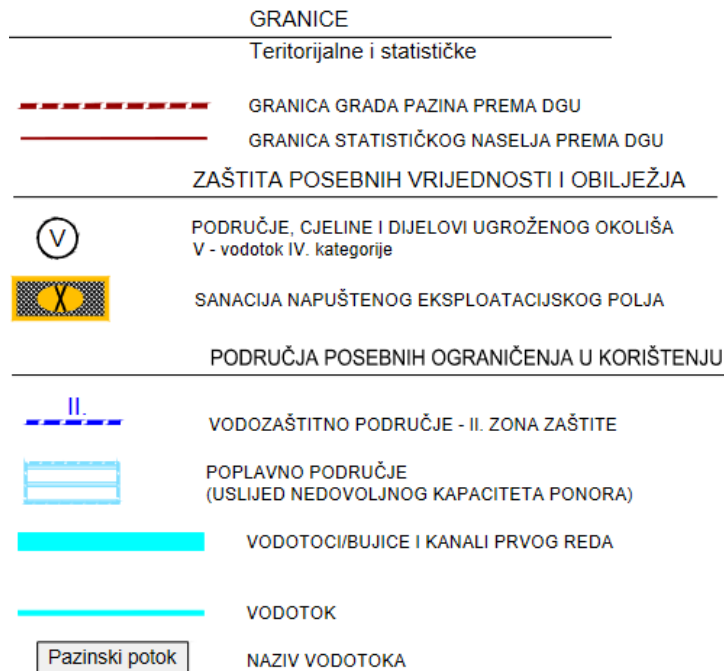 GRANICE
Teritorijalne i statističke
GRANICA GRADA PAZINA PREMA DGU
GRANICA STATISTIČKOG NASELJA PREMA DGU
ZAŠTITA POSEBNIH VRIJEDNOSTI I OBILJEŽJA
V
PODRUČJE, CJELINE I DIJELOVI UGROŽENOG OKOLIŠA
V - vodotok IV. kategorije
X
SANACIJA NAPUŠTENOG EKSPLOATACIJSKOG POLJA
PODRUČJA POSEBNIH OGRANIČENJA U KORIŠTENJU
II.
VODOZAŠTITNO PODRUČJE - II. ZONA ZAŠTITE
POPLAVNO PODRUČJE
(USLIJED NEDOVOLJNOG KAPACITETA PONORA)
VODOTOCI/BUJICE I KANALI PRVOG REDA
VODOTOK
Pazinski potok
NAZIV VODOTOKA